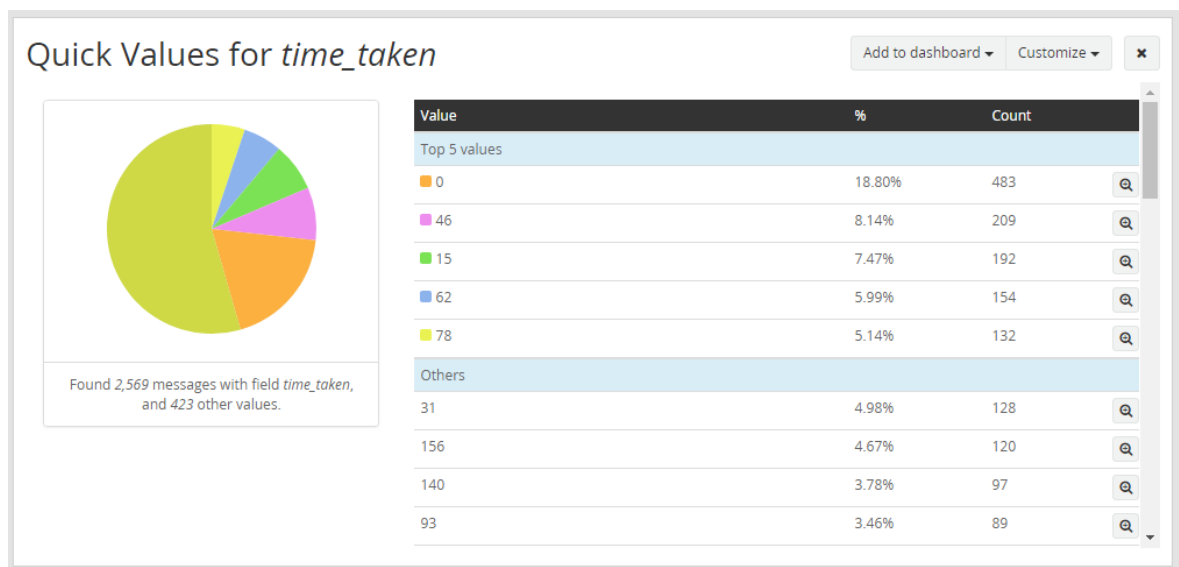 Quick Values for time_taken
Add to dashboard
Customize
Value % Count
Top 5 values
0 18.80% 483
46 8.14% 209
15 7.47% 192
62 5.99% 154
78 5.14% 132
Others
31 4.98% 128
156 4.67% 120
140 3.78% 97
93 3.46% 89
Found 2,569 messages with field time_taken,
and 423 other values.